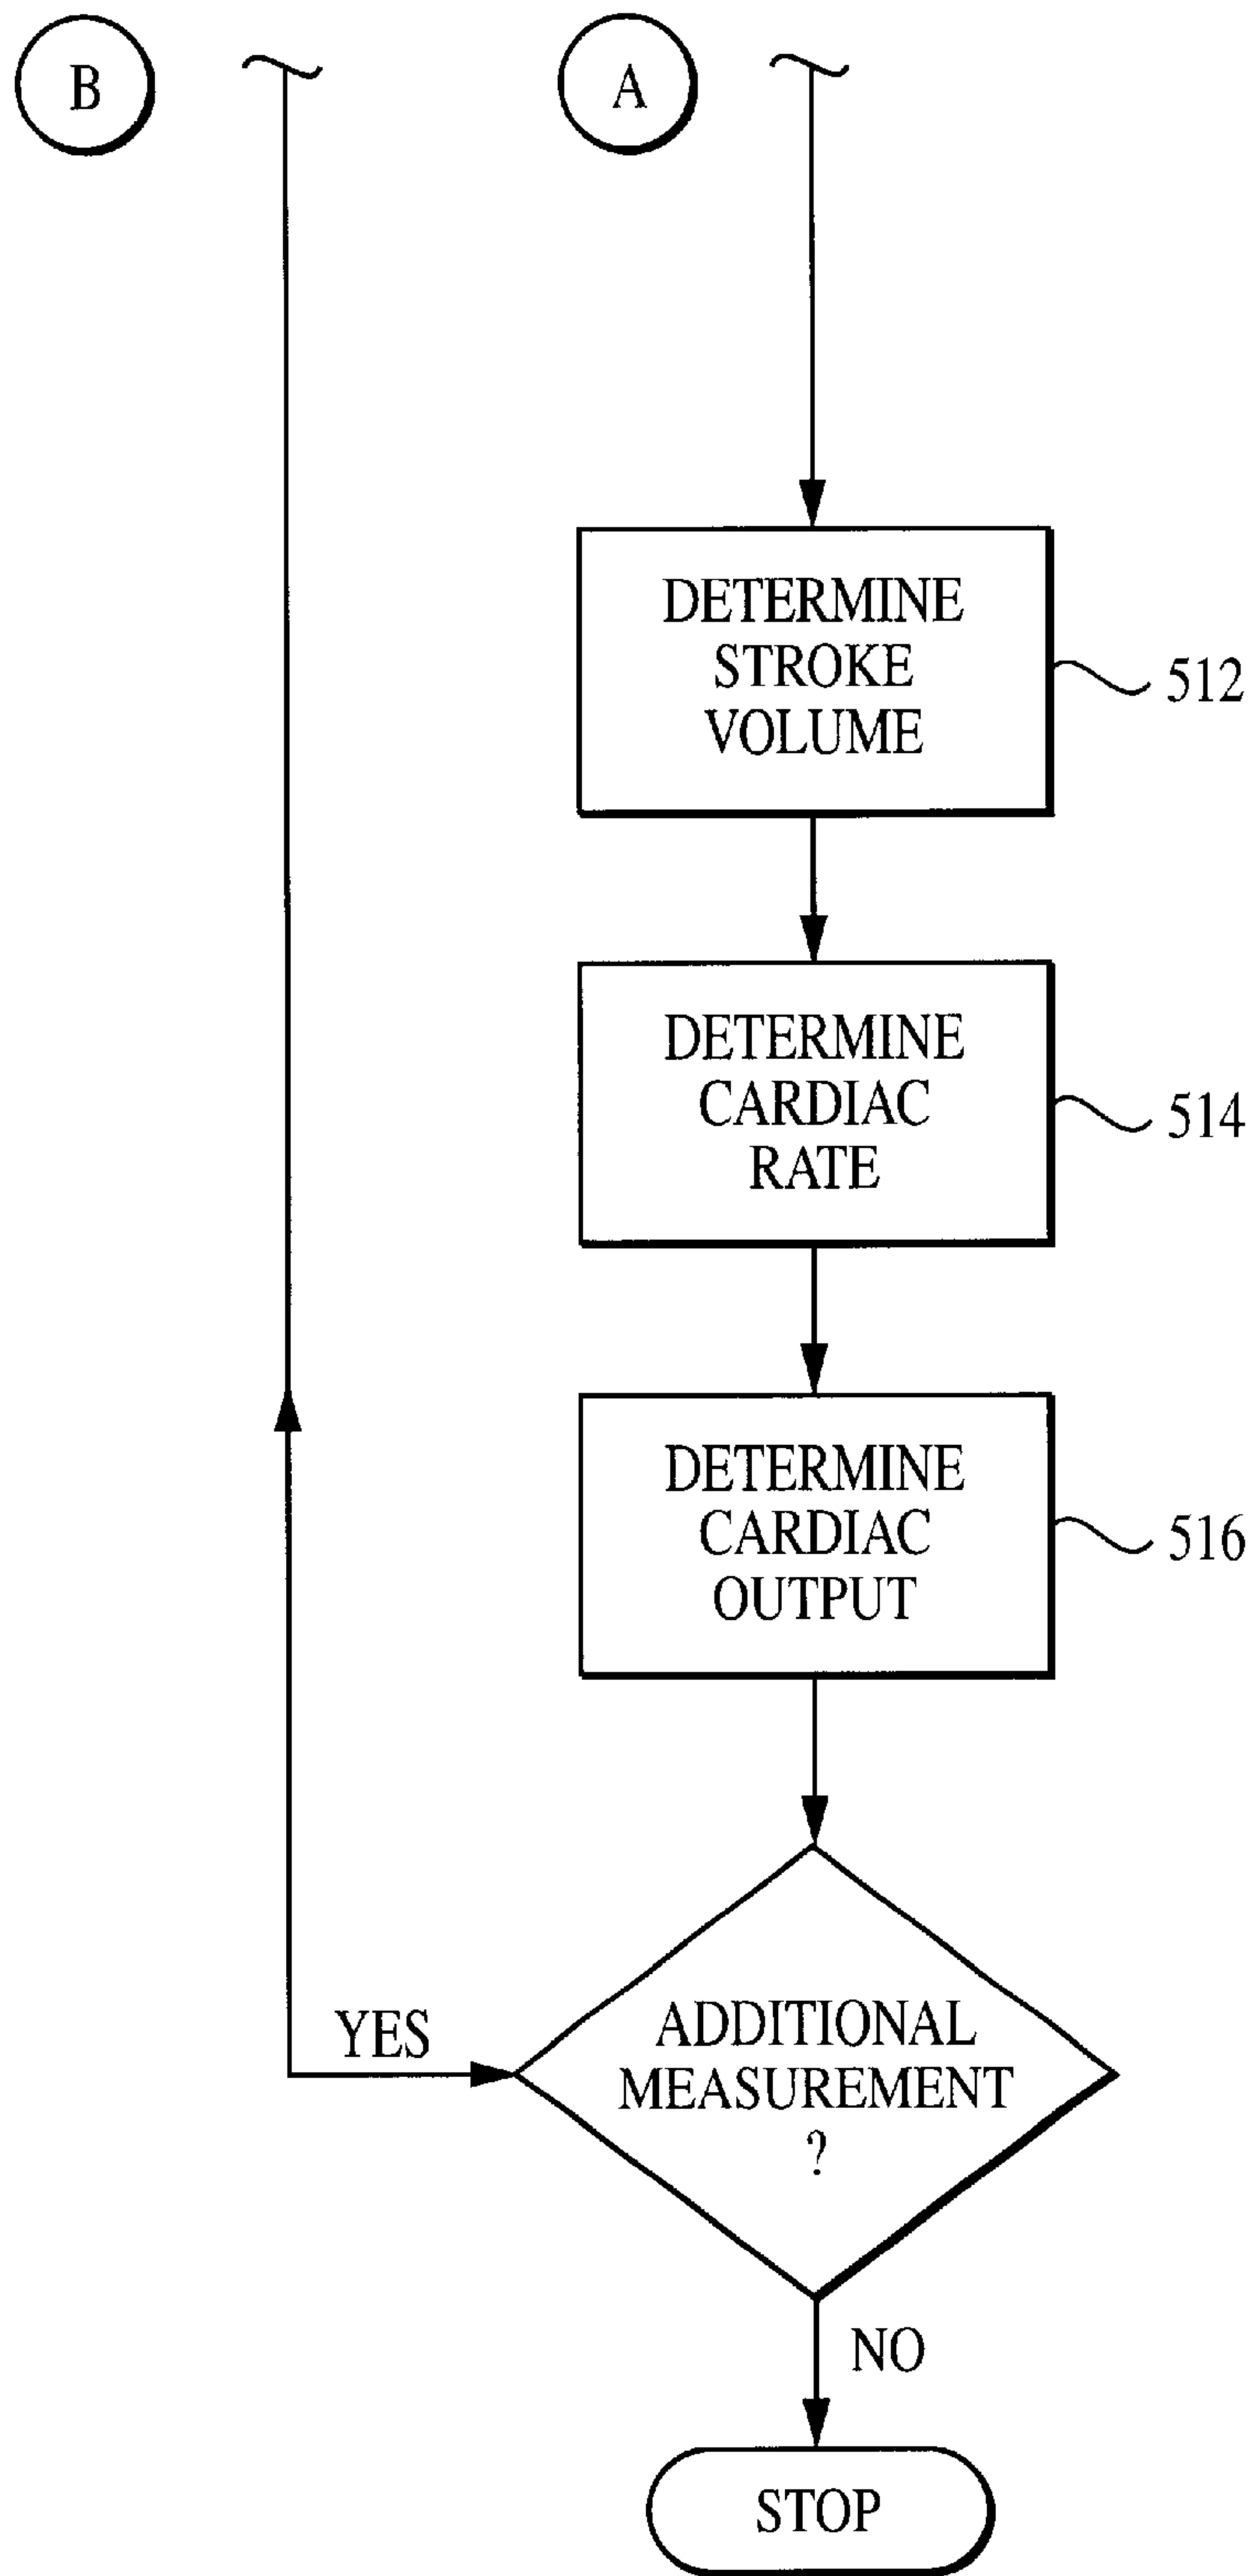 B
A
DETERMINE
STROKE
VOLUME
512
DETERMINE
CARDIAC
RATE
514
DETERMINE
CARDIAC
OUTPUT
516
YES
ADDITIONAL
MEASUREMENT
?
NO
STOP